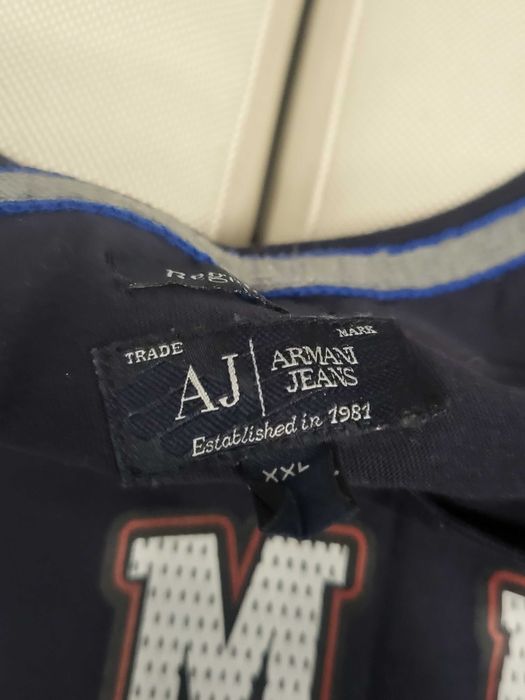 TRADE MARK
AJ ARMANI
JEANS
Established in 1981
XXL
M